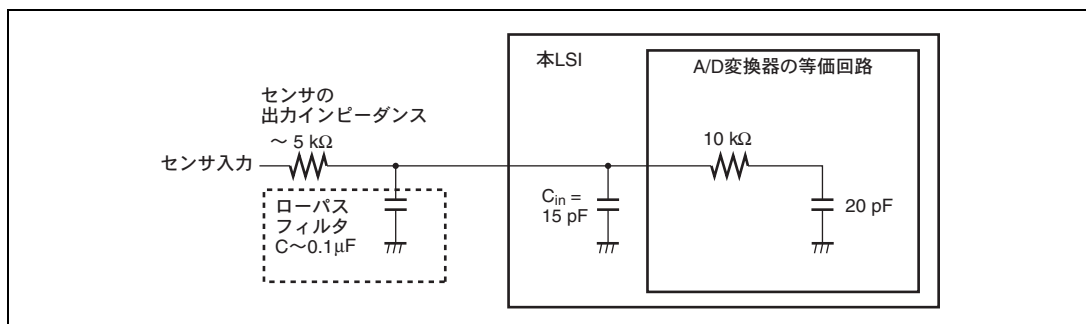 本LSI
A/D変換器の等価回路
センサの
出力インピーダンス
～ 5 kΩ
10 kΩ
センサ入力
ローパス
フィルタ
C～0.1μF
Cin =
15 pF
20 pF